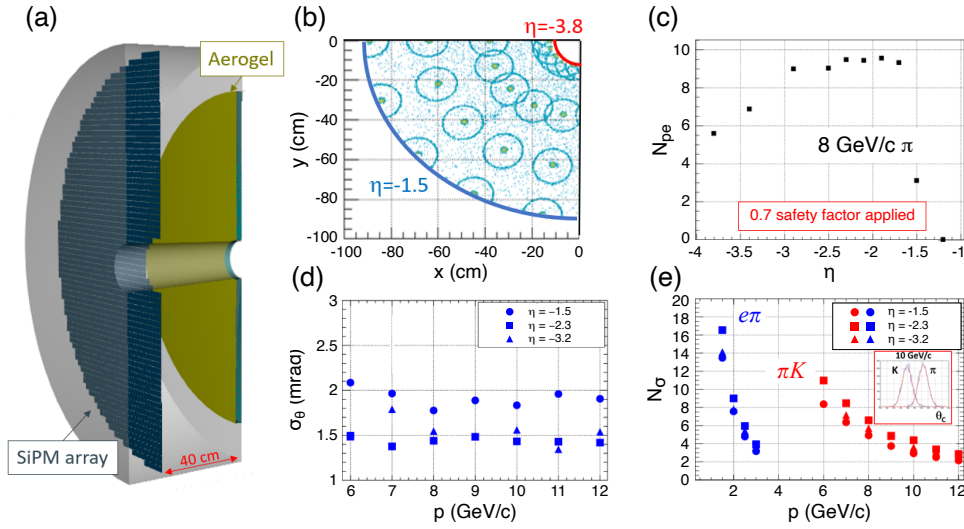 (a)
Aerogel
SiPM array
40 cm
(b)
η=-3.8
0
-20
-40
-60
-80
-100
y (cm)
η=-1.5
-100 -80 -60 -40 -20 0
x (cm)
(c)
10
8
6
4
2
0
N_pe
8 GeV/c π
0.7 safety factor applied
-4 -3.5 -3 -2.5 -2 -1.5 -1
η
(d)
3
2.5
2
1.5
1
σ_θ (mrad)
η = −1.5
η = −2.3
η = −3.2
6 7 8 9 10 11 12
p (GeV/c)
(e)
20
18
16
14
12
10
8
6
4
2
0
N_σ
eπ
πK
η = -1.5
η = -2.3
η = -3.2
10 GeV/c
K π
θ_c
2 4 6 8 10 12
p (GeV/c)